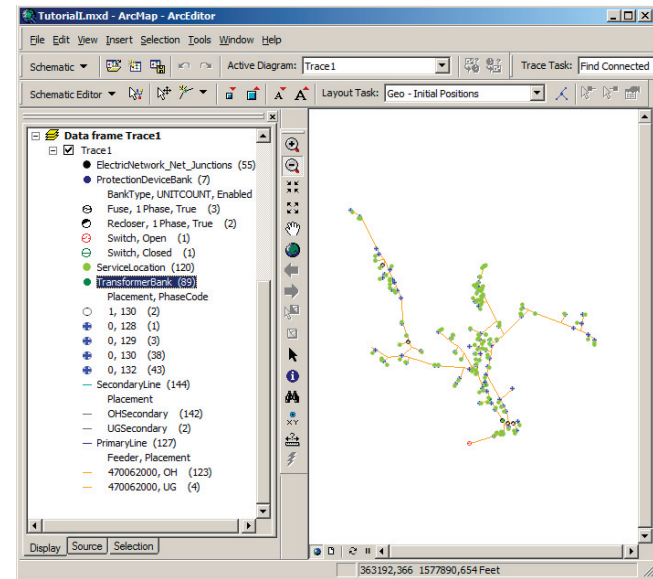 TutorialI.mxd - ArcMap - ArcEditor
File Edit View Insert Selection Tools Window Help
Schematic Active Diagram: Trace1 Trace Task: Find Connected
Schematic Editor A A Layout Task: Geo - Initial Positions
Data frame Trace1
Trace1
ElectricNetwork_Net_Junctions (55)
ProtectionDeviceBank (7)
BankType, UNITCOUNT, Enabled
Fuse, 1 Phase, True (3)
Recloser, 1 Phase, True (2)
Switch, Open (1)
Switch, Closed (1)
ServiceLocation (120)
TransformerBank (89)
Placement, PhaseCode
1, 130 (2)
0, 128 (1)
0, 129 (3)
0, 130 (38)
0, 132 (43)
SecondaryLine (144)
Placement
OHSecondary (142)
UGSecondary (2)
PrimaryLine (127)
Feeder, Placement
470062000, OH (123)
470062000, UG (4)
XY
Display Source Selection
363192,366 1577890,654 Feet